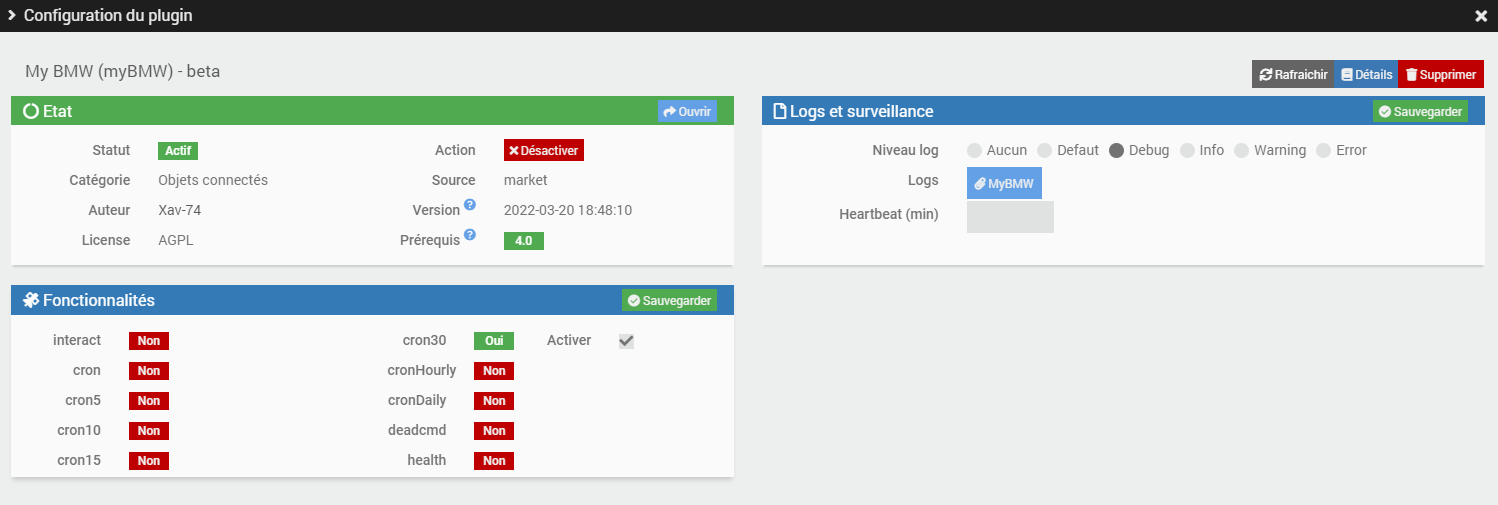 Configuration du plugin
My BMW (myBMW) - beta
Rafraichir Détails Supprimer
Etat Ouvrir
Statut Actif Action Désactiver
Catégorie Objets connectés Source market
Auteur Xav-74 Version ? 2022-03-20 18:48:10
License AGPL Prérequis ? 4.0
Logs et surveillance Sauvegarder
Niveau log Aucun Defaut Debug Info Warning Error
Logs MyBMW
Heartbeat (min)
Fonctionnalités Sauvegarder
interact Non cron30 Oui Activer
cron Non cronHourly Non
cron5 Non cronDaily Non
cron10 Non deadcmd Non
cron15 Non health Non